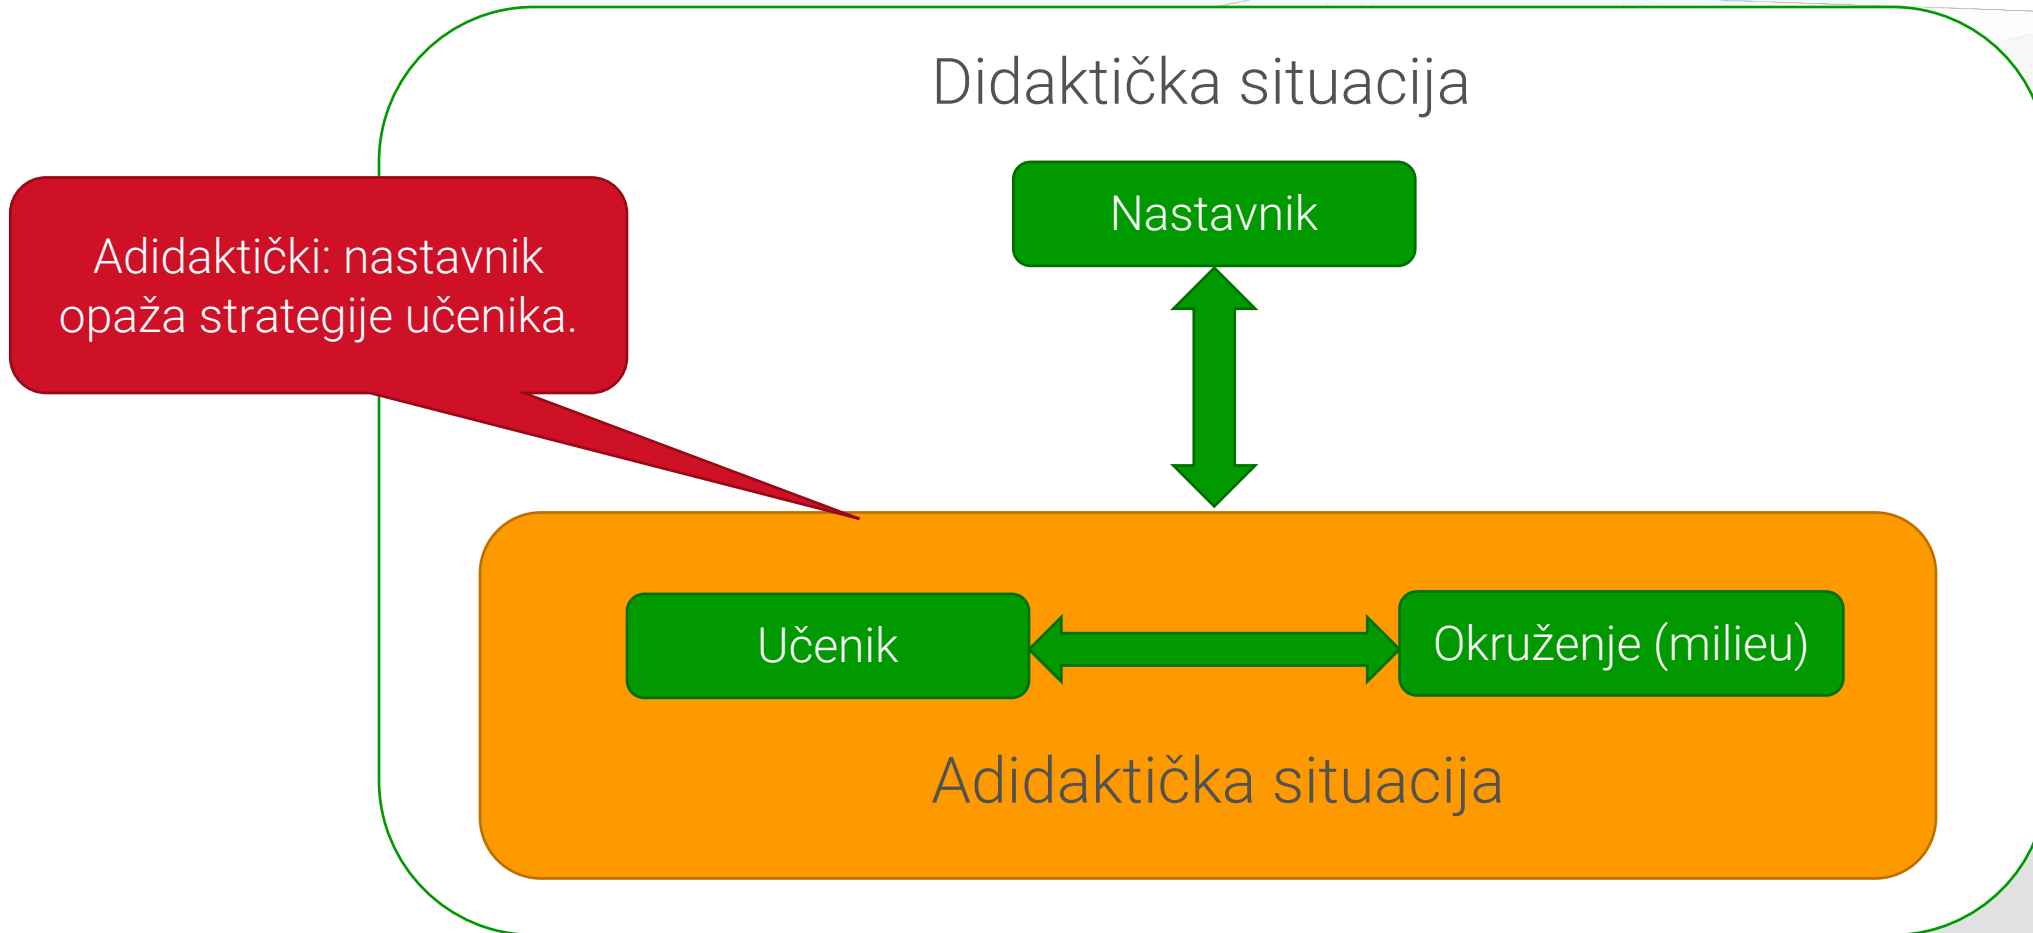 Didaktička situacija
Nastavnik
Adidaktički: nastavnik
opaža strategije učenika.
Učenik
Okruženje (milieu)
Adidaktička situacija